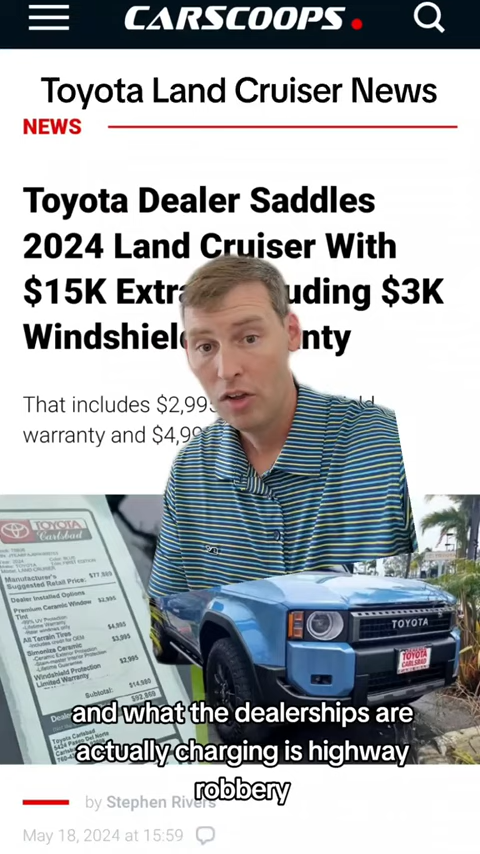 CARSCOOPS
Toyota Land Cruiser News
NEWS
Toyota Dealer Saddles
2024 Land Cruiser With
$15K Extr uding $3K
Windshiel nty
That includes $2,99
warranty and $4,99
TOYOTA
Carlsbad
Manufacturer's
Suggested Retail Price:
Dealer Installed Options
Premium Ceramic Window
Tint
$2,995
All Terrain Tires
$4,995
Simoniz Ceramic
$3,995
Windshield Protection
Limited Warranty
$2,995
Subtotal:
$14,980
TOYOTA
TOYOTA
CARLSBAD
and what the dealerships are
actually charging is highway
robbery
by Stephen Rivers
May 18, 2024 at 15:59